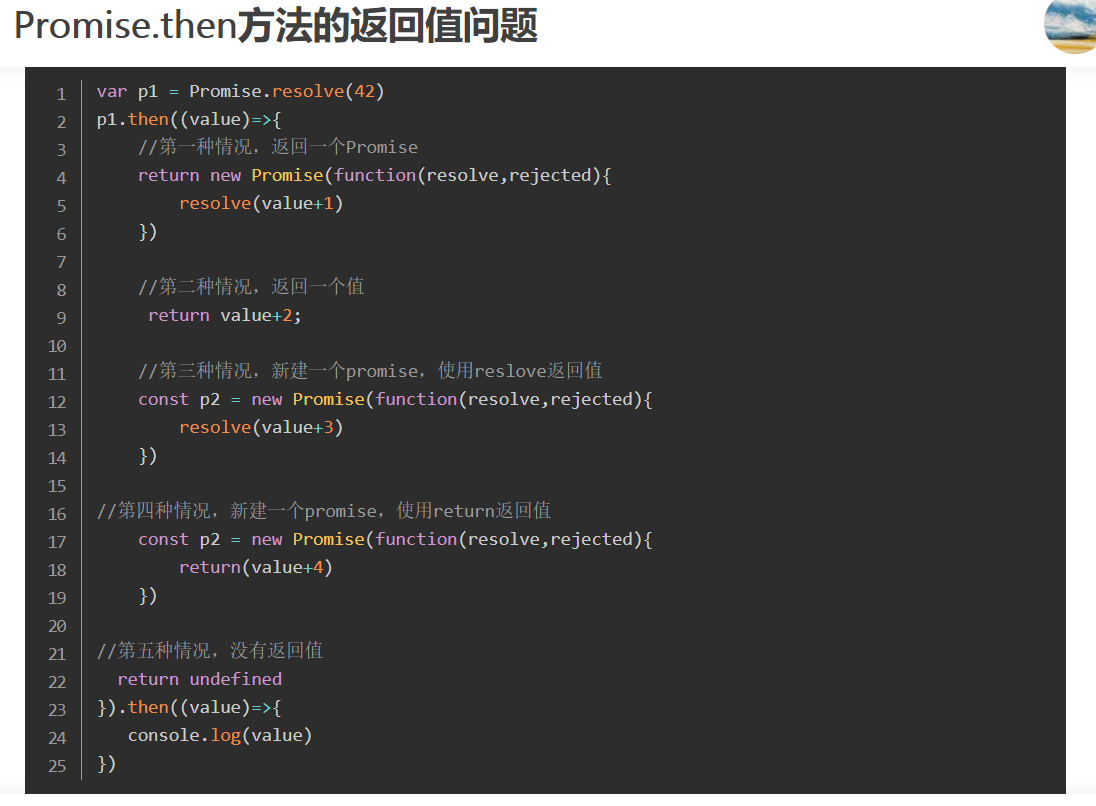 Promise.then方法的返回值问题
1 var p1 = Promise.resolve(42)
2 p1.then((value)=>{
3 //第一种情况，返回一个Promise
4 return new Promise(function(resolve,rejected){
5 resolve(value+1)
6 })
7
8 //第二种情况，返回一个值
9 return value+2;
10
11 //第三种情况，新建一个promise，使用reslove返回值
12 const p2 = new Promise(function(resolve,rejected){
13 resolve(value+3)
14 })
15
16 //第四种情况，新建一个promise，使用return返回值
17 const p2 = new Promise(function(resolve,rejected){
18 return(value+4)
19 })
20
21 //第五种情况，没有返回值
22 return undefined
23 }).then((value)=>{
24 console.log(value)
25 })